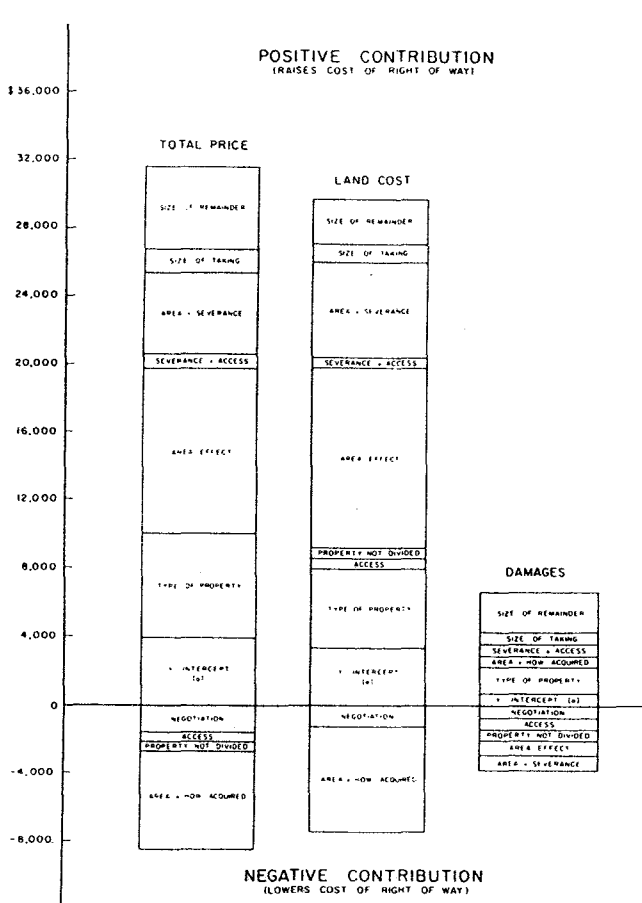 POSITIVE CONTRIBUTION
(RAISES COST OF RIGHT OF WAY)
$36,000
32,000
28,000
24,000
20,000
16,000
12,000
8,000
4,000
0
-4,000
-8,000
TOTAL PRICE
SIZE OF REMAINDER
SIZE OF TAKING
AREA × SEVERANCE
SEVERANCE × ACCESS
AREA EFFECT
TYPE OF PROPERTY
Y INTERCEPT
(a)
NEGOTIATION
ACCESS
PROPERTY NOT DIVIDED
AREA × HOW ACQUIRED
LAND COST
SIZE OF REMAINDER
SIZE OF TAKING
AREA × SEVERANCE
SEVERANCE × ACCESS
AREA EFFECT
PROPERTY NOT DIVIDED
ACCESS
TYPE OF PROPERTY
Y INTERCEPT
(a)
NEGOTIATION
AREA × HOW ACQUIRED
DAMAGES
SIZE OF REMAINDER
SIZE OF TAKING
SEVERANCE × ACCESS
AREA × HOW ACQUIRED
TYPE OF PROPERTY
Y INTERCEPT (a)
NEGOTIATION
ACCESS
PROPERTY NOT DIVIDED
AREA EFFECT
AREA × SEVERANCE
NEGATIVE CONTRIBUTION
(LOWERS COST OF RIGHT OF WAY)